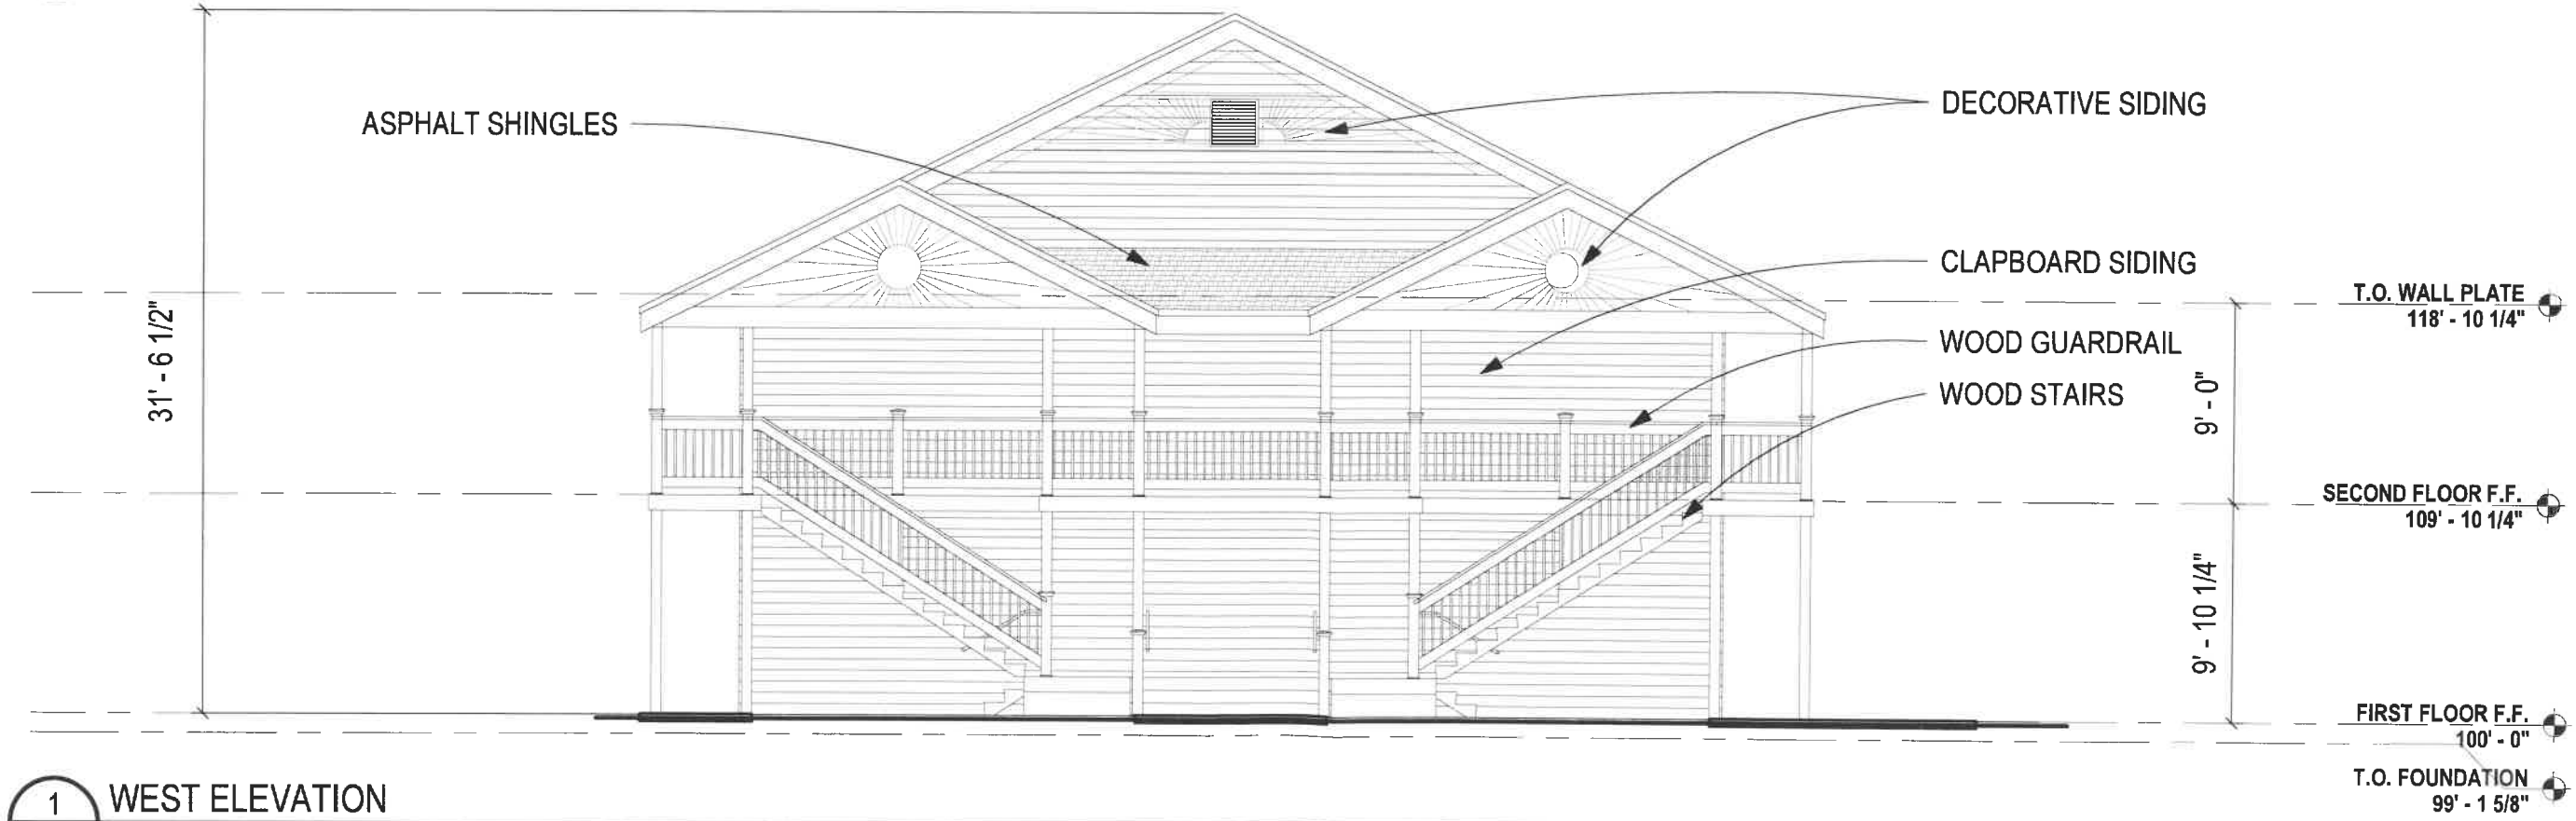 ASPHALT SHINGLES
DECORATIVE SIDING
CLAPBOARD SIDING
T.O. WALL PLATE
118' - 10 1/4"
WOOD GUARDRAIL
WOOD STAIRS
31' - 6 1/2"
9' - 0"
SECOND FLOOR F.F.
109' - 10 1/4"
9' - 10 1/4"
FIRST FLOOR F.F.
100' - 0"
T.O. FOUNDATION
99' - 1 5/8"
1 WEST ELEVATION